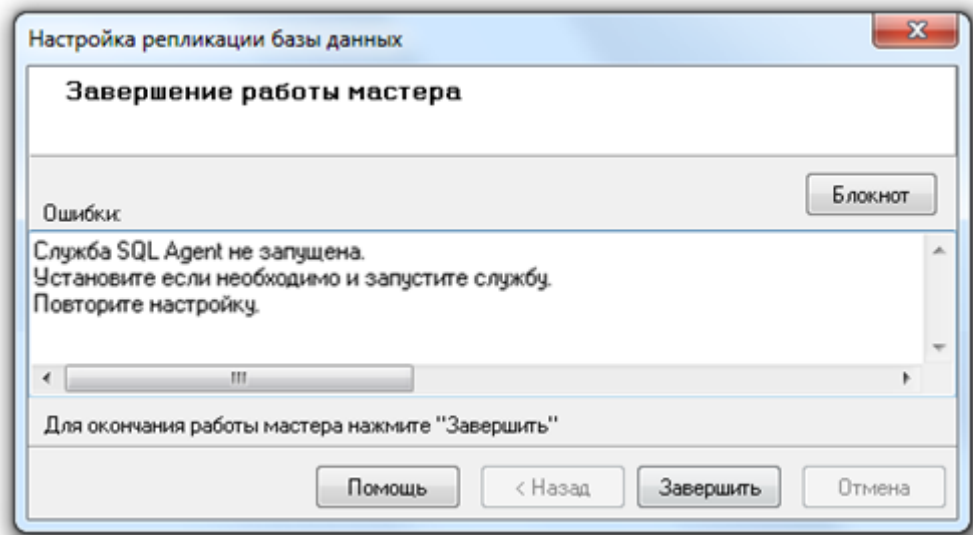 Настройка репликации базы данных
Завершение работы мастера
Блокнот
Ошибки:
Служба SQL Agent не запущена.
Установите если необходимо и запустите службу.
Повторите настройку.
Для окончания работы мастера нажмите "Завершить"
Помощь
< Назад
Завершить
Отмена